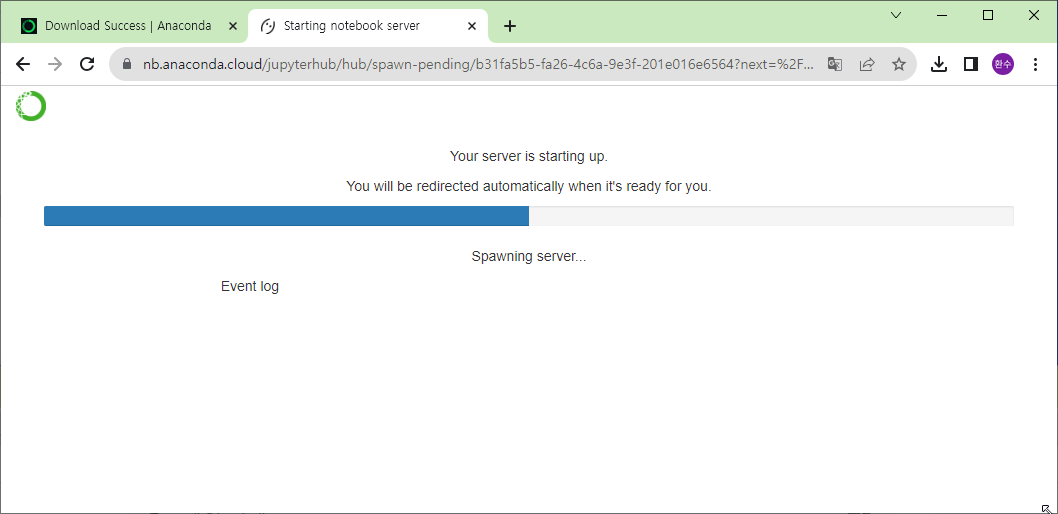 Download Success | Anaconda
Starting notebook server
nb.anaconda.cloud/jupyterhub/hub/spawn-pending/b31fa5b5-fa26-4c6a-9e3f-201e016e6564?next=%2F...
환수
Your server is starting up.
You will be redirected automatically when it's ready for you.
Spawning server...
Event log